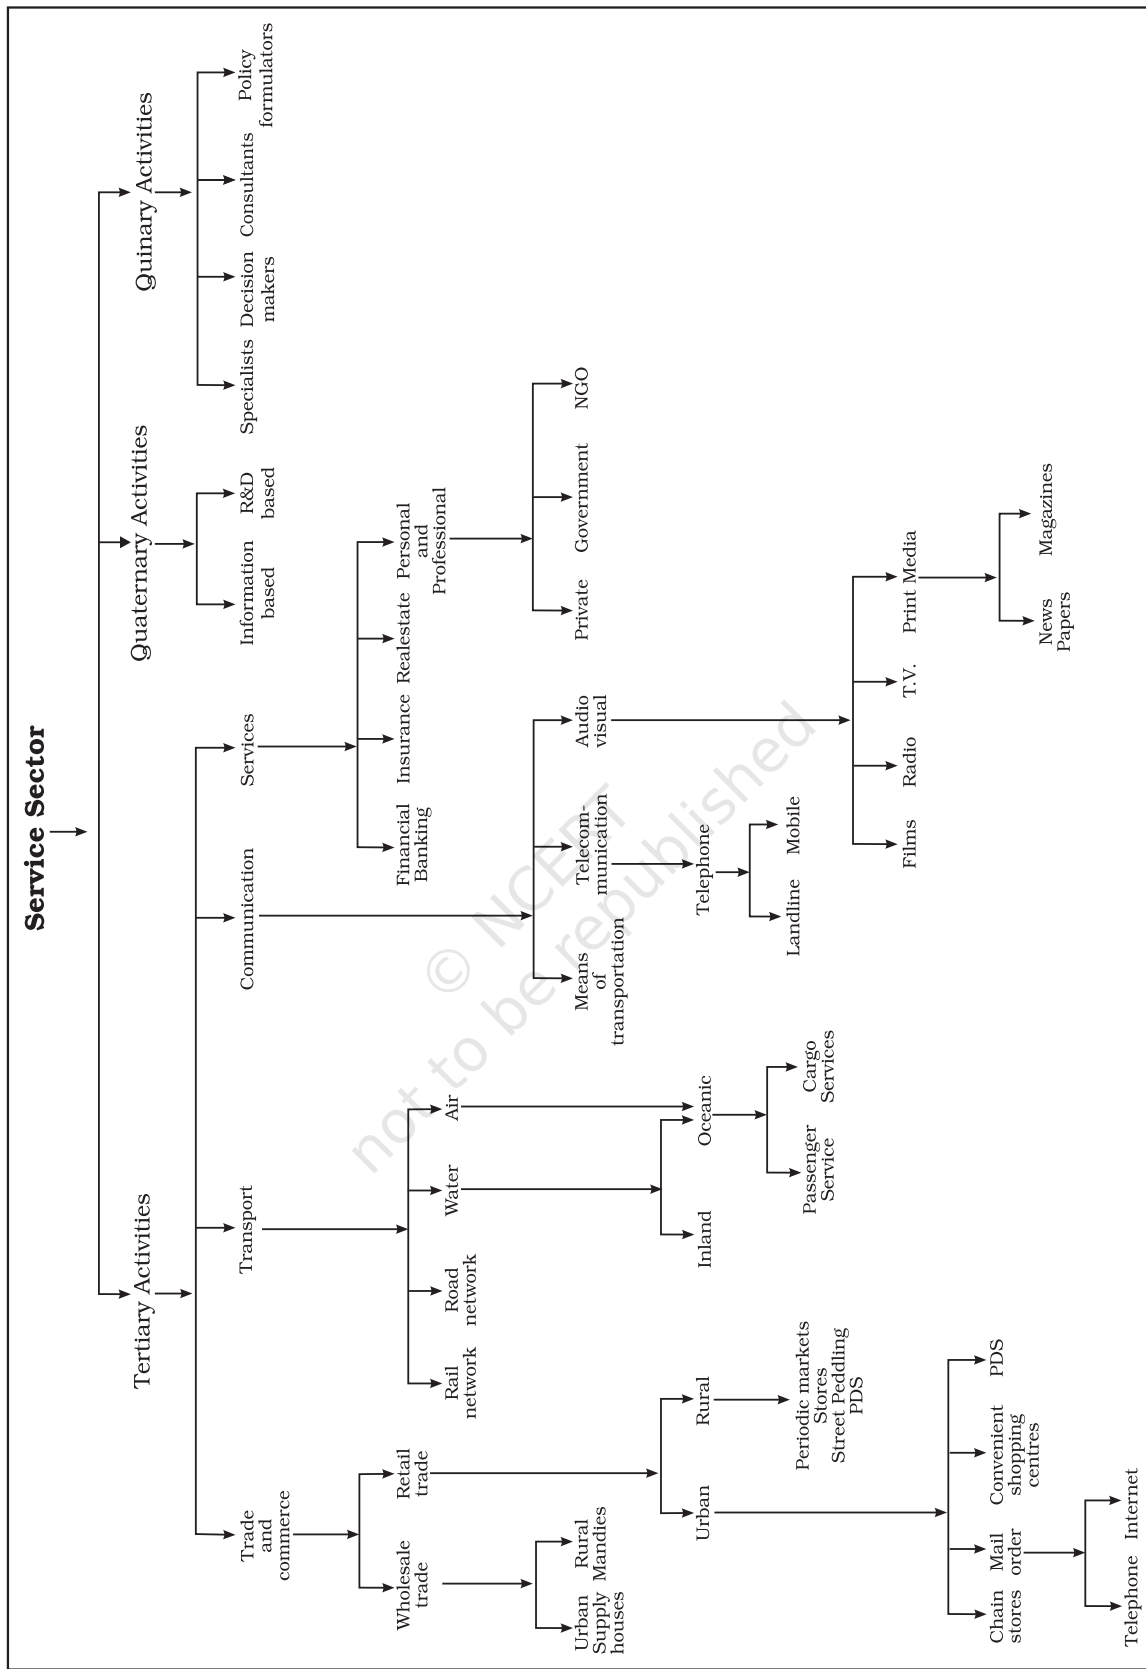 Service Sector
Tertiary Activities
Quaternary Activities
Quinary Activities
Trade
and
commerce
Transport
Communication
Services
Information
based
R&D
based
Specialists
Decision
makers
Consultants
Policy
formulators
Wholesale
trade
Retail
trade
Rail
network
Road
network
Water
Air
Financial
Banking
Insurance
Realestate
Personal
and
Professional
Urban
Supply
houses
Rural
Mandies
Means
of
transportation
Telecom-
munication
Audio
visual
Private
Government
NGO
Urban
Rural
Inland
Oceanic
Telephone
Periodic markets
Stores
Street Peddling
PDS
Passenger
Service
Cargo
Services
Landline
Mobile
Films
Radio
T.V.
Print Media
Chain
stores
Mail
order
Convenient
shopping
centres
PDS
News
Papers
Magazines
Telephone
Internet
© NCERT
not to be republished